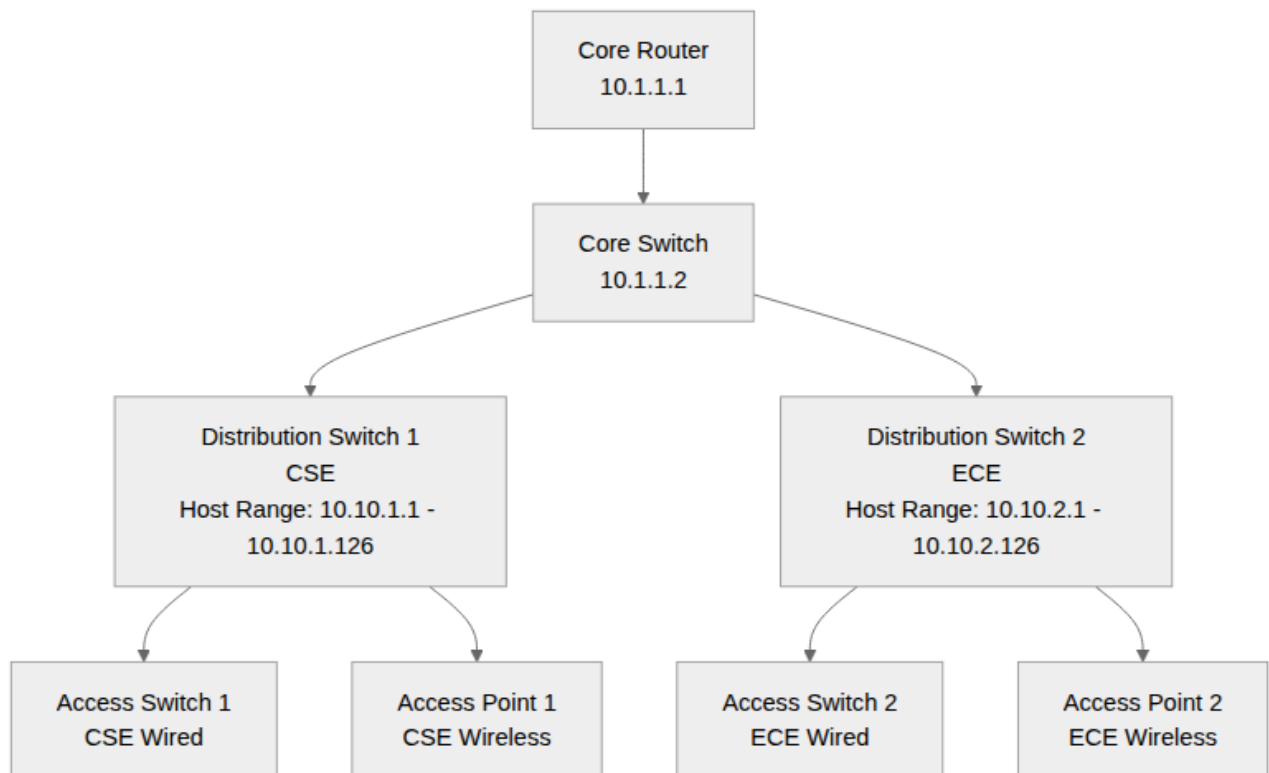 Core Router
10.1.1.1
Core Switch
10.1.1.2
Distribution Switch 1
CSE
Host Range: 10.10.1.1 -
10.10.1.126
Distribution Switch 2
ECE
Host Range: 10.10.2.1 -
10.10.2.126
Access Switch 1
CSE Wired
Access Point 1
CSE Wireless
Access Switch 2
ECE Wired
Access Point 2
ECE Wireless